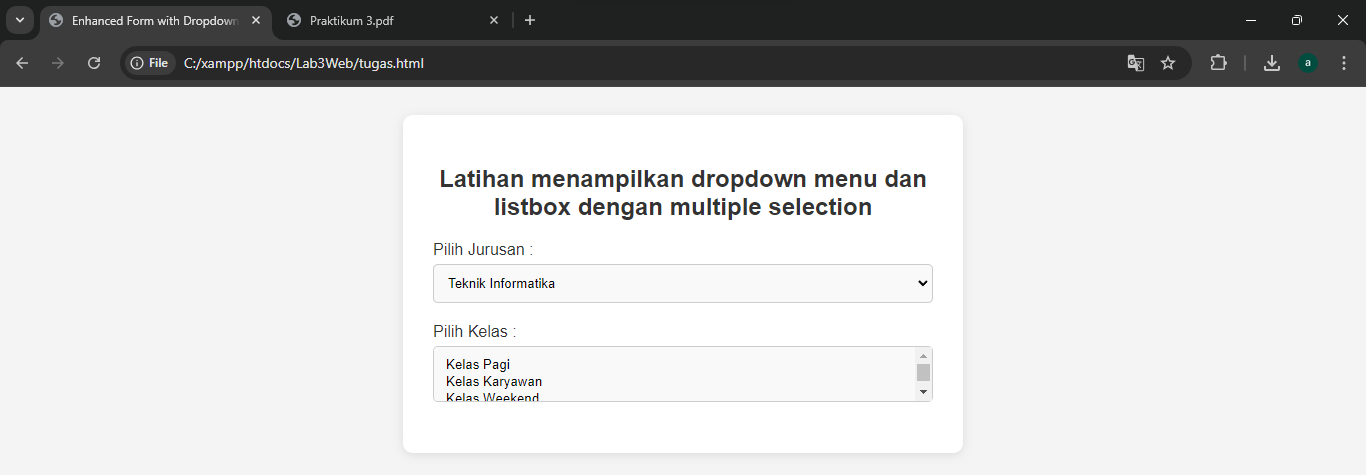 Enhanced Form with Dropdown
Praktikum 3.pdf
File
C:/xampp/htdocs/Lab3Web/tugas.html
a
Latihan menampilkan dropdown menu dan
listbox dengan multiple selection
Pilih Jurusan :
Teknik Informatika
Pilih Kelas :
Kelas Pagi
Kelas Karyawan
Kelas Weekend